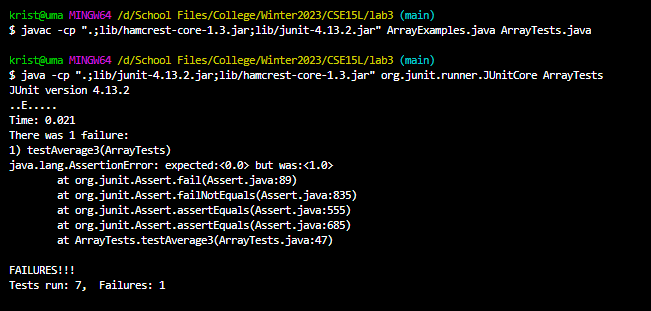 krist@uma MINGW64 /d/School Files/College/Winter2023/CSE15L/lab3 (main)
$ javac -cp ".;lib/hamcrest-core-1.3.jar;lib/junit-4.13.2.jar" ArrayExamples.java ArrayTests.java
krist@uma MINGW64 /d/School Files/College/Winter2023/CSE15L/lab3 (main)
$ java -cp ".;lib/junit-4.13.2.jar;lib/hamcrest-core-1.3.jar" org.junit.runner.JUnitCore ArrayTests
JUnit version 4.13.2
..E.....
Time: 0.021
There was 1 failure:
1) testAverage3(ArrayTests)
java.lang.AssertionError: expected:<0.0> but was:<1.0>
        at org.junit.Assert.fail(Assert.java:89)
        at org.junit.Assert.failNotEquals(Assert.java:835)
        at org.junit.Assert.assertEquals(Assert.java:555)
        at org.junit.Assert.assertEquals(Assert.java:685)
        at ArrayTests.testAverage3(ArrayTests.java:47)
FAILURES!!!
Tests run: 7,  Failures: 1